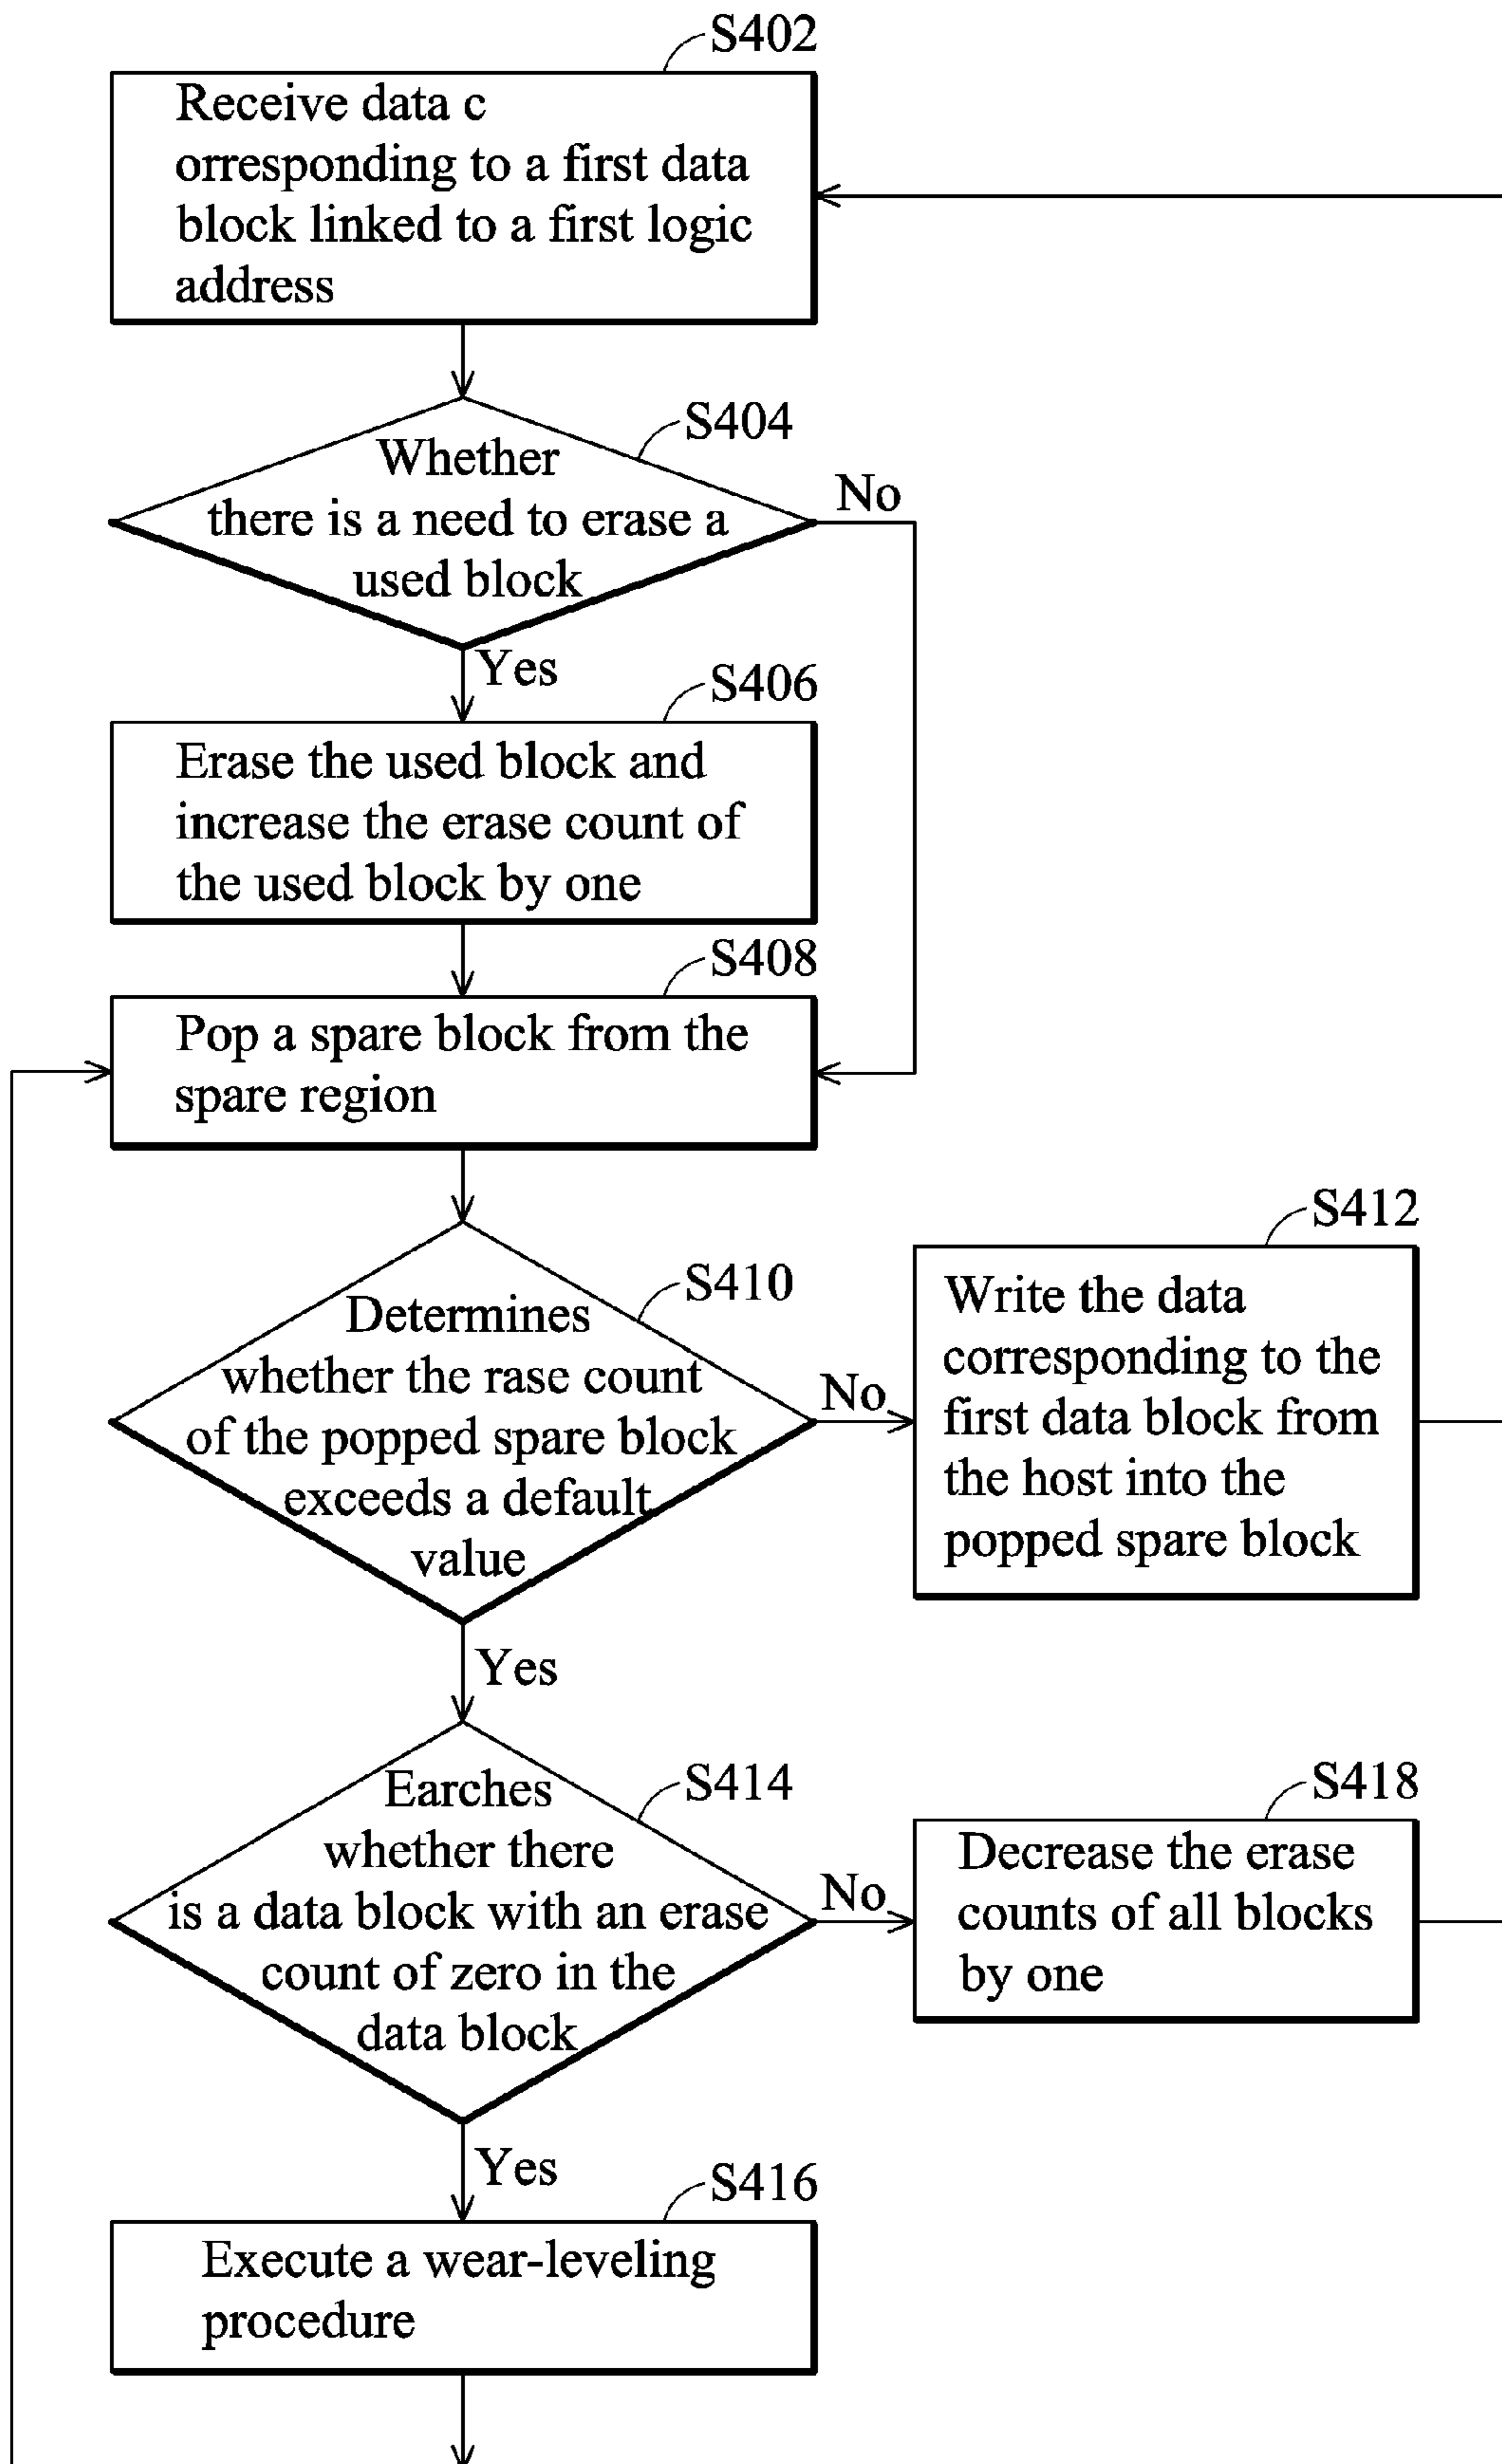 S402
Receive data c
orresponding to a first data
block linked to a first logic
address
S404
Whether
there is a need to erase a
used block
No
Yes
S406
Erase the used block and
increase the erase count of
the used block by one
S408
Pop a spare block from the
spare region
S410
Determines
whether the rase count
of the popped spare block
exceeds a default
value
No
S412
Write the data
corresponding to the
first data block from
the host into the
popped spare block
Yes
S414
Earches
whether there
is a data block with an erase
count of zero in the
data block
No
S418
Decrease the erase
counts of all blocks
by one
Yes
S416
Execute a wear-leveling
procedure